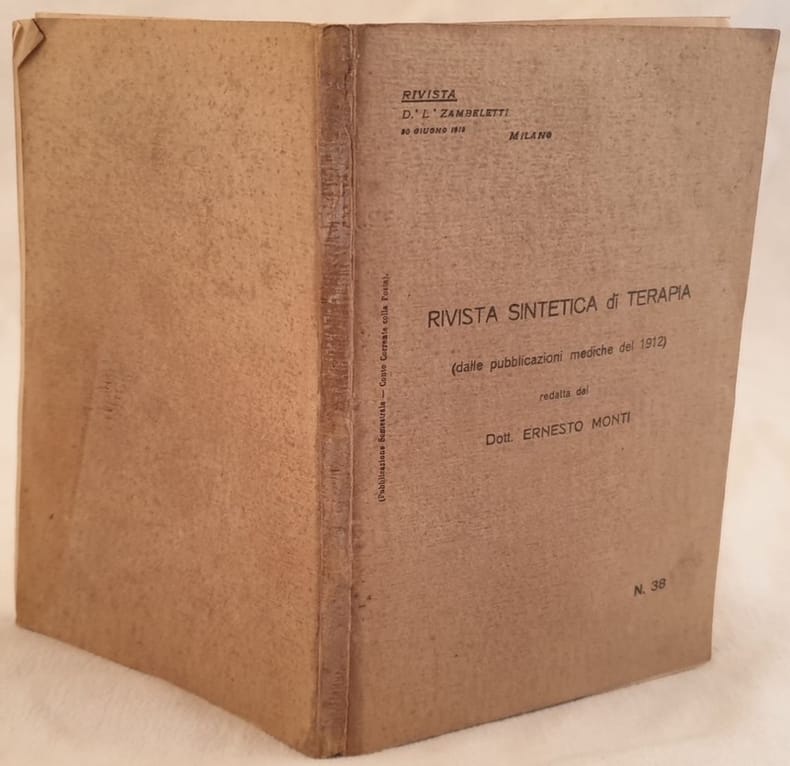 RIVISTA
D.r L. ZAMBELETTI
30 GIUGNO 1913
MILANO
(Pubblicazione Semestrale — Conto Corrente colla Posta).
RIVISTA SINTETICA di TERAPIA
(dalle pubblicazioni mediche del 1912)
redatta dal
Dott. ERNESTO MONTI
N. 38